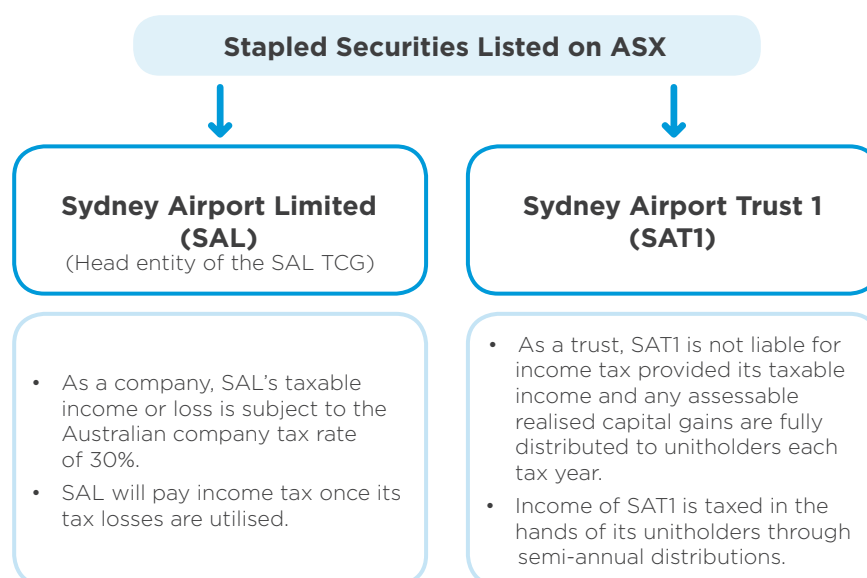 Stapled Securities Listed on ASX
Sydney Airport Limited
(SAL)
(Head entity of the SAL TCG)
Sydney Airport Trust 1
(SAT1)
• As a company, SAL’s taxable
income or loss is subject to the
Australian company tax rate
of 30%.
• SAL will pay income tax once its
tax losses are utilised.
• As a trust, SAT1 is not liable for
income tax provided its taxable
income and any assessable
realised capital gains are fully
distributed to unitholders each
tax year.
• Income of SAT1 is taxed in the
hands of its unitholders through
semi-annual distributions.